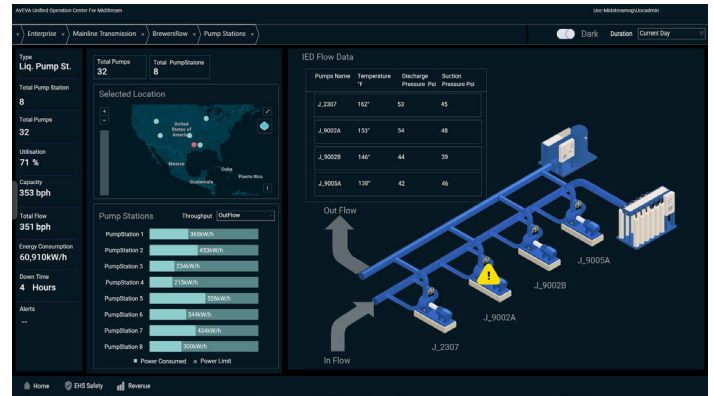 AVEVA Unified Operation Center For MidStream
Uoc-Midstreamog\Uocadmin
Enterprise Mainline Transmission BrewersRow Pump Stations
Dark Duration Current Day
Type
Liq. Pump St.
Total Pump Station
8
Total Pumps
32
Utilisation
71 %
Capacity
353 bph
Total Flow
351 bph
Energy Consumption
60,910kW/h
Down Time
4 Hours
Alerts
--
Total Pumps
32
Total PumpStaions
8
Selected Location
+
-
United
States of
America
Mexico
Cuba
Puerto Rico
Guatemala
i
Pump Stations Throughput OutFlow
PumpStation 1 365kW/h
PumpStation 2 453kW/h
PumpStation 3 234kW/h
PumpStation 4 215kW/h
PumpStation 5 526kW/h
PumpStation 6 344kW/h
PumpStation 7 434kW/h
PumpStation 8 300kW/h
Power Consumed Power Limit
IED Flow Data
Pumps Name Temperature °F Discharge Pressure Psi Suction Pressure Psi
J_2307 162° 53 45
J_9002A 153° 54 48
J_9002B 146° 44 39
J_9005A 138° 42 46
Out Flow
J_9005A
J_9002B
J_9002A
J_2307
In Flow
Home EHS Safety Revenue